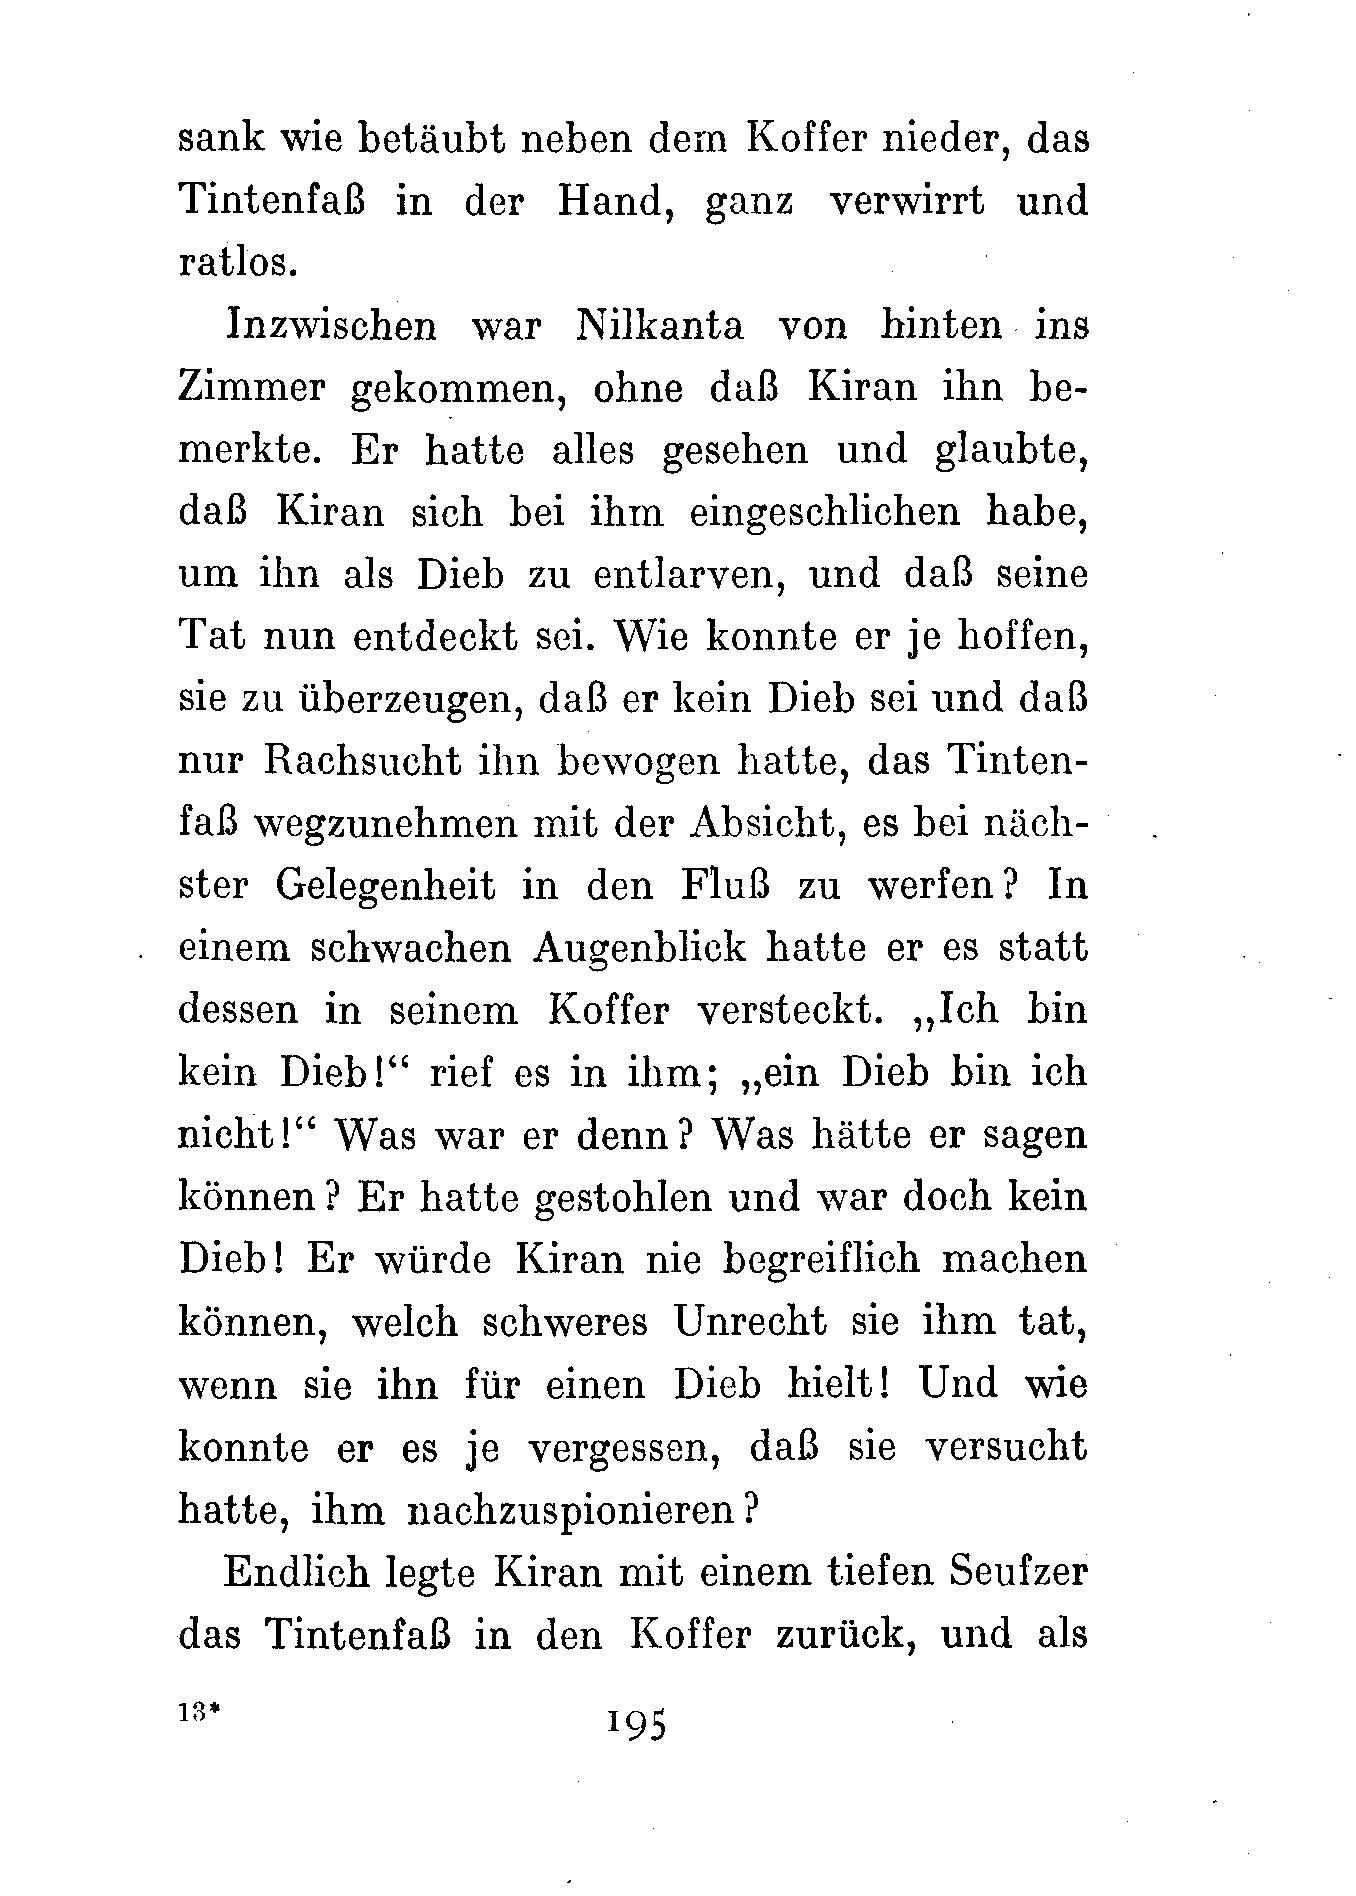 sank wie betäubt neben dem Koffer nieder, das
Tintenfaß in der Hand, ganz verwirrt und
ratlos.
Inzwischen war Nilkanta von hinten ins
Zimmer gekommen, ohne daß Kiran ihn be-
merkte. Er hatte alles gesehen und glaubte,
daß Kiran sich bei ihm eingeschlichen habe,
um ihn als Dieb zu entlarven, und daß seine
Tat nun entdeckt sei. Wie konnte er je hoffen,
sie zu überzeugen, daß er kein Dieb sei und daß
nur Rachsucht ihn bewogen hatte, das Tinten-
faß wegzunehmen mit der Absicht, es bei näch-
ster Gelegenheit in den Fluß zu werfen? In
einem schwachen Augenblick hatte er es statt
dessen in seinem Koffer versteckt. „Ich bin
kein Dieb!“ rief es in ihm; „ein Dieb bin ich
nicht!“ Was war er denn? Was hätte er sagen
können? Er hatte gestohlen und war doch kein
Dieb! Er würde Kiran nie begreiflich machen
können, welch schweres Unrecht sie ihm tat,
wenn sie ihn für einen Dieb hielt! Und wie
konnte er es je vergessen, daß sie versucht
hatte, ihm nachzuspionieren?
Endlich legte Kiran mit einem tiefen Seufzer
das Tintenfaß in den Koffer zurück, und als
13*
195